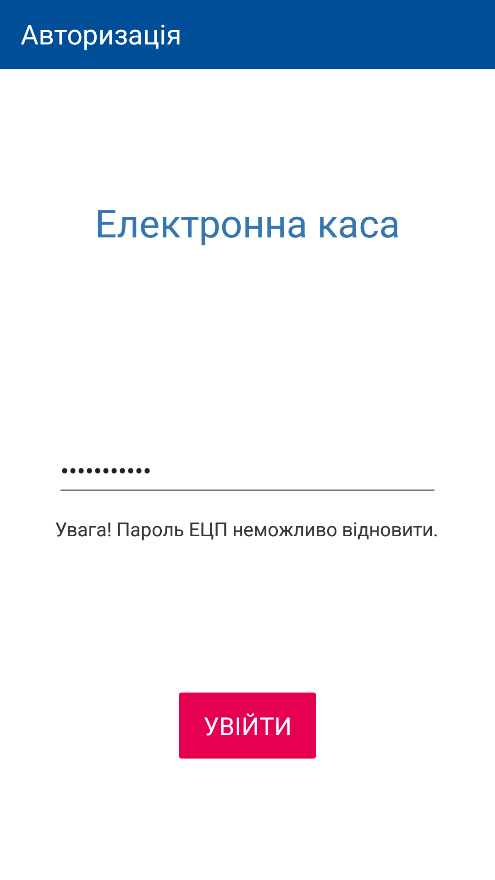 Авторизація
Електронна каса
•••••••••••
Увага! Пароль ЕЦП неможливо відновити.
УВІЙТИ